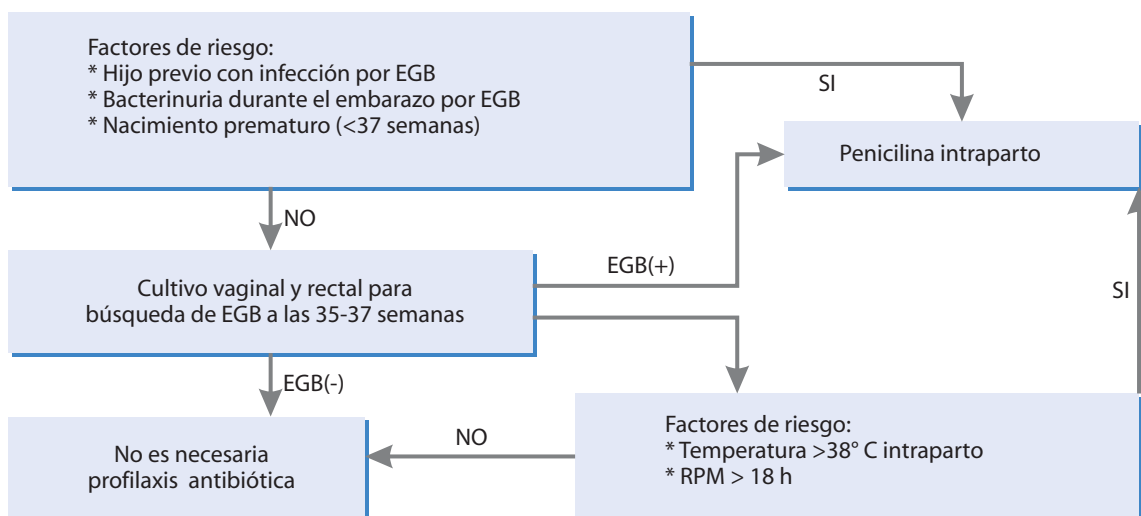 Factores de riesgo:
* Hijo previo con infección por EGB
* Bacterinuria durante el embarazo por EGB
* Nacimiento prematuro (<37 semanas)
SI
Penicilina intraparto
NO
EGB(+)
Cultivo vaginal y rectal para
búsqueda de EGB a las 35-37 semanas
SI
EGB(-)
No es necesaria
profilaxis antibiótica
NO
Factores de riesgo:
* Temperatura >38° C intraparto
* RPM > 18 h